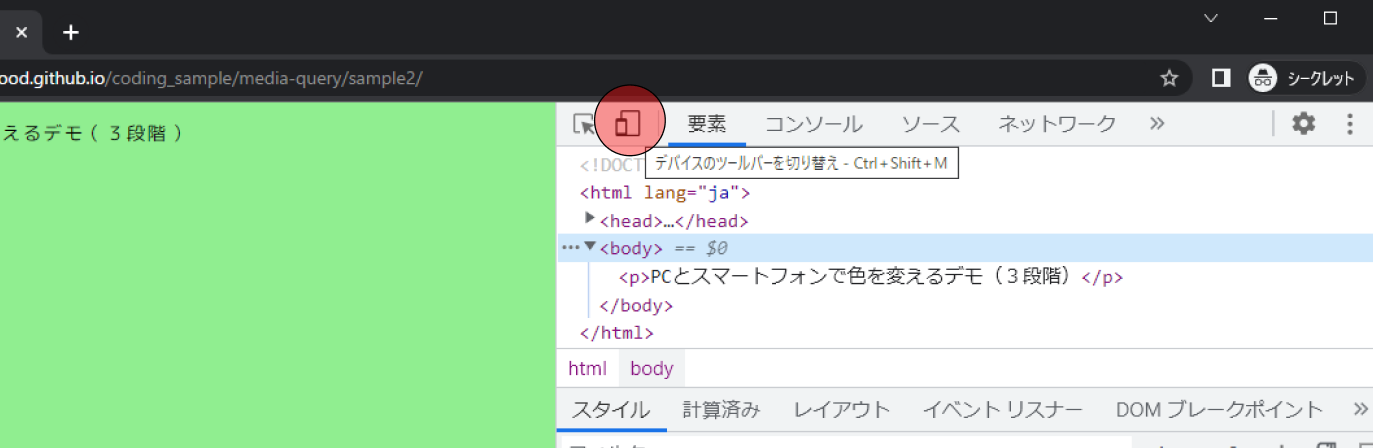 ood.github.io/coding_sample/media-query/sample2/
シークレット
えるデモ（３段階）
要素 コンソール ソース ネットワーク »
デバイスのツールバーを切り替え - Ctrl+Shift+M
<!DOCT
<html lang="ja">
<head>…</head>
<body> == $0
<p>PCとスマートフォンで色を変えるデモ（３段階）</p>
</body>
</html>
html body
スタイル 計算済み レイアウト イベント リスナー DOM ブレークポイント »